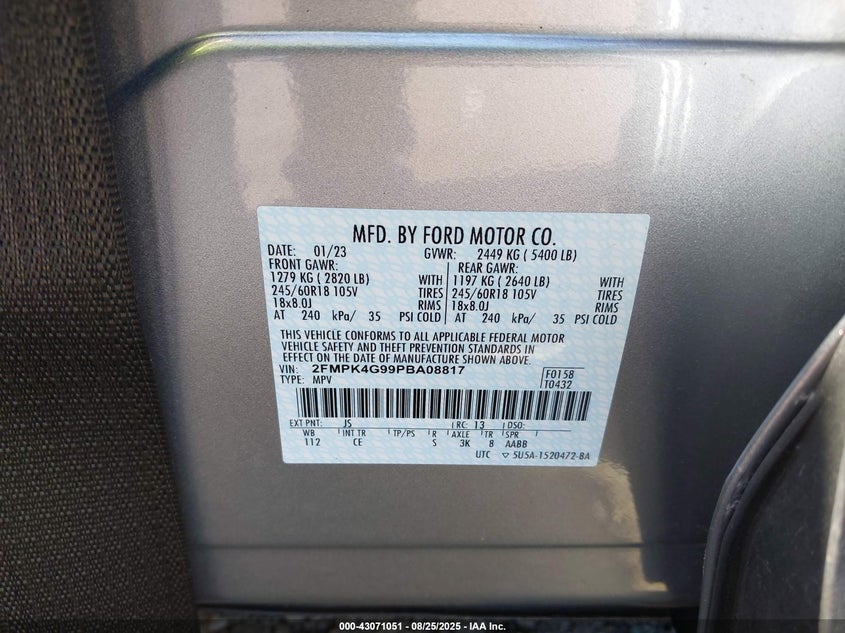 MFD. BY FORD MOTOR CO.
DATE: 01/23 GVWR: 2449 KG ( 5400 LB)
FRONT GAWR: REAR GAWR:
1279 KG ( 2820 LB) WITH 1197 KG ( 2640 LB) WITH
245/60R18 105V TIRES 245/60R18 105V TIRES
18x8.0J RIMS 18x8.0J RIMS
AT 240 kPa/ 35 PSI COLD AT 240 kPa/ 35 PSI COLD
THIS VEHICLE CONFORMS TO ALL APPLICABLE FEDERAL MOTOR
VEHICLE SAFETY AND THEFT PREVENTION STANDARDS IN
EFFECT ON THE DATE OF MANUFACTURE SHOWN ABOVE.
VIN: 2FMPK4G99PBA08817 F0158
TYPE: MPV T0432
EXT PNT: JS RC: 13 DSO:
WB INT TR TP/PS R AXLE TR SPR
112 CE S 3K 8 AABB
UTC ▽ 5U5A-1520472-BA
000-43071051 - 08/25/2025 - IAA Inc.